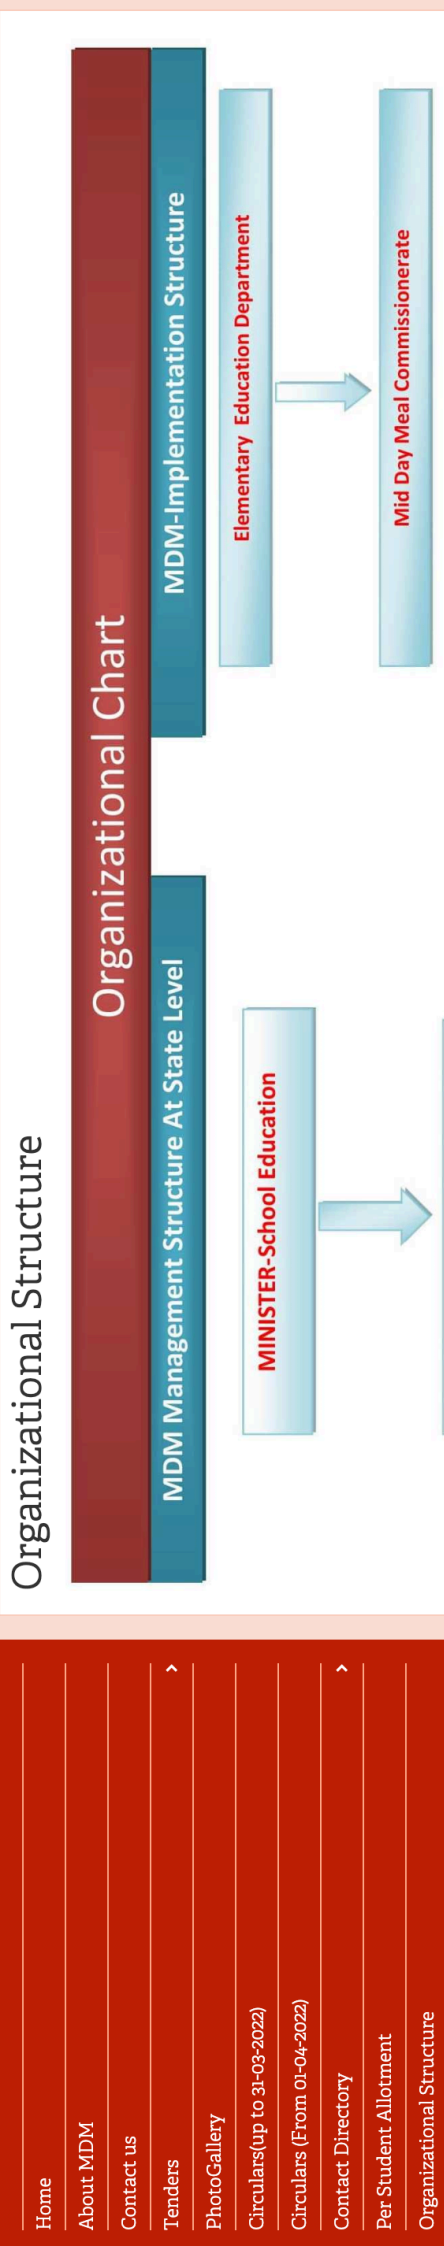 Home
About MDM
Contact us
Tenders
PhotoGallery
Circulars(up to 31-03-2022)
Circulars (From 01-04-2022)
Contact Directory
Per Student Allotment
Organizational Structure
Organizational Structure
Organizational Chart
MDM Management Structure At State Level
MINISTER-School Education
MDM-Implementation Structure
Elementary Education Department
Mid Day Meal Commissionerate